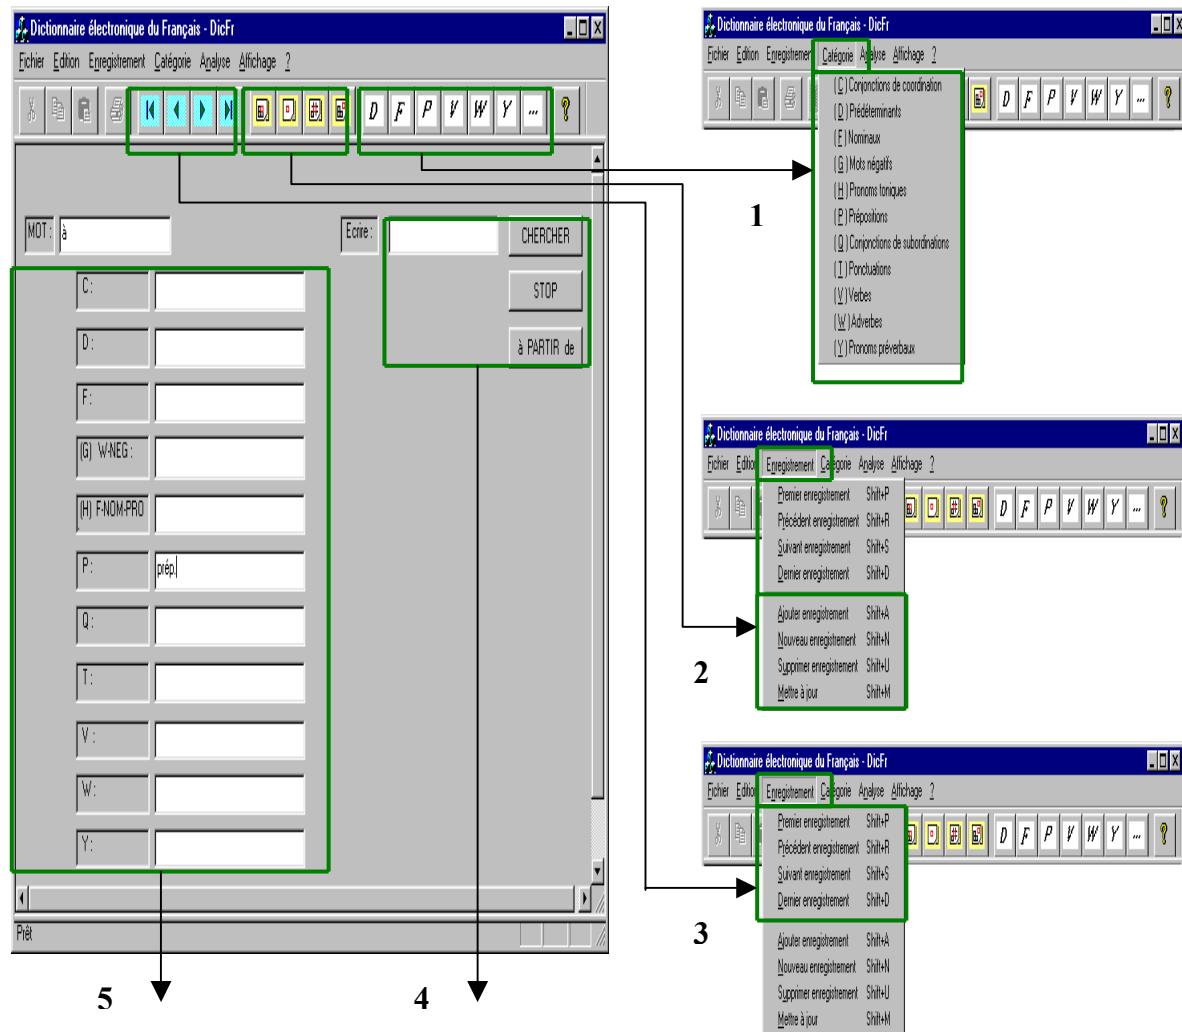 Dictionnaire électronique du Français - DicFr
Fichier Edition Enregistrement Catégorie Analyse Affichage ?
D F P V W Y ... ?
MOT : à
Ecrire : CHERCHER
STOP
à PARTIR de
C :
D :
F :
(G) W-NEG :
(H) F-NOM-PRO
P : prép.
Q :
T :
V :
W :
Y :
Prêt
5
4
Dictionnaire électronique du Français - DicFr
Fichier Edition Enregistrement Catégorie Analyse Affichage ?
D F P V W Y ... ?
( C ) Conjonctions de coordination
( D ) Prédéterminants
( F ) Nominaux
( G ) Mots négatifs
( H ) Pronoms toniques
( P ) Prépositions
( Q ) Conjonctions de subordinations
( T ) Ponctuations
( V ) Verbes
( W ) Adverbes
( Y ) Pronoms préverbaux
1
Dictionnaire électronique du Français - DicFr
Fichier Edition Enregistrement Catégorie Analyse Affichage ?
D F P V W Y ... ?
Premier enregistrement Shift+P
Précédent enregistrement Shift+R
Suivant enregistrement Shift+S
Dernier enregistrement Shift+D
Ajouter enregistrement Shift+A
Nouveau enregistrement Shift+N
Supprimer enregistrement Shift+U
Mettre à jour Shift+M
2
Dictionnaire électronique du Français - DicFr
Fichier Edition Enregistrement Catégorie Analyse Affichage ?
D F P V W Y ... ?
Premier enregistrement Shift+P
Précédent enregistrement Shift+R
Suivant enregistrement Shift+S
Dernier enregistrement Shift+D
Ajouter enregistrement Shift+A
Nouveau enregistrement Shift+N
Supprimer enregistrement Shift+U
Mettre à jour Shift+M
3